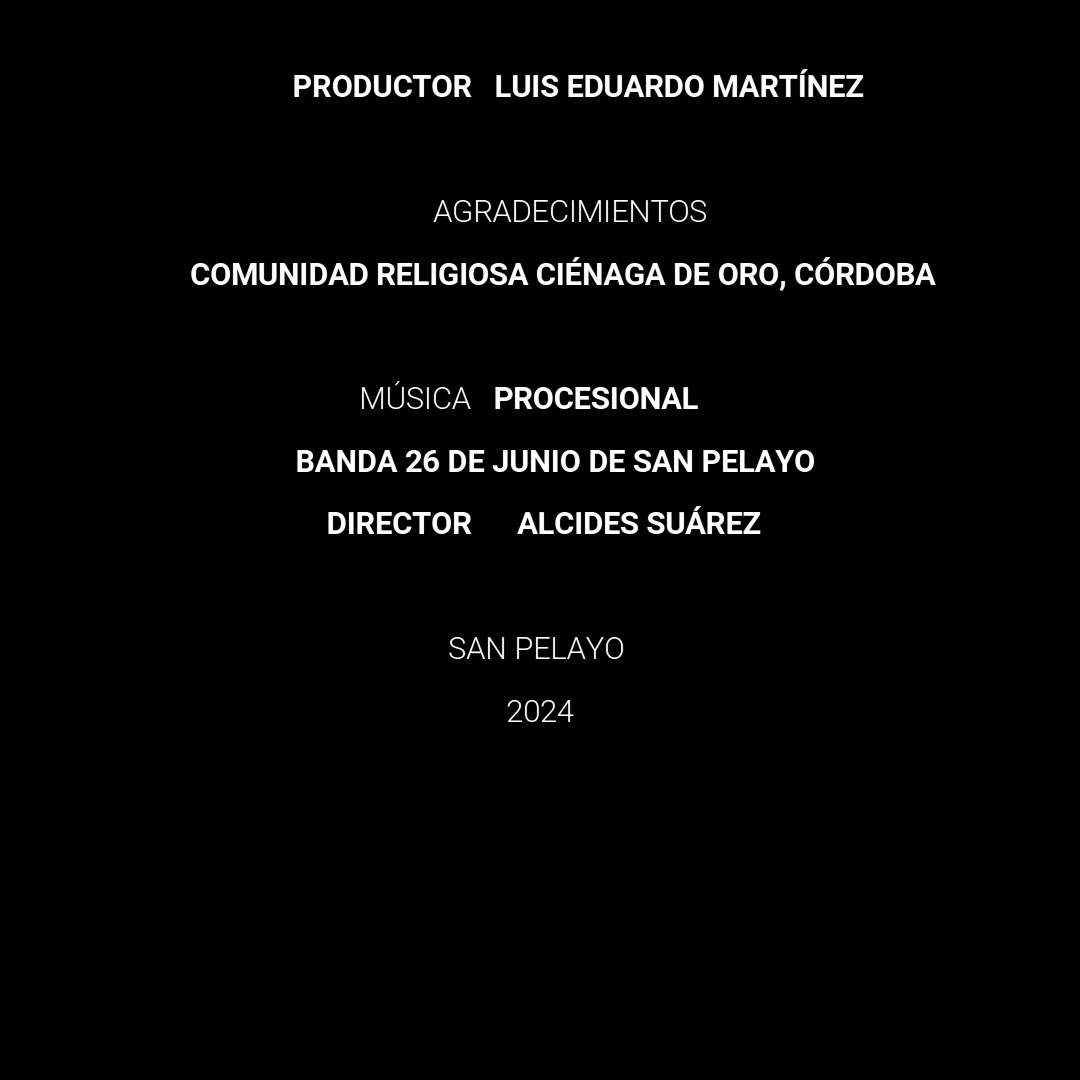 PRODUCTOR LUIS EDUARDO MARTÍNEZ
AGRADECIMIENTOS
COMUNIDAD RELIGIOSA CIÉNAGA DE ORO, CÓRDOBA
MÚSICA PROCESIONAL
BANDA 26 DE JUNIO DE SAN PELAYO
DIRECTOR ALCIDES SUÁREZ
SAN PELAYO
2024